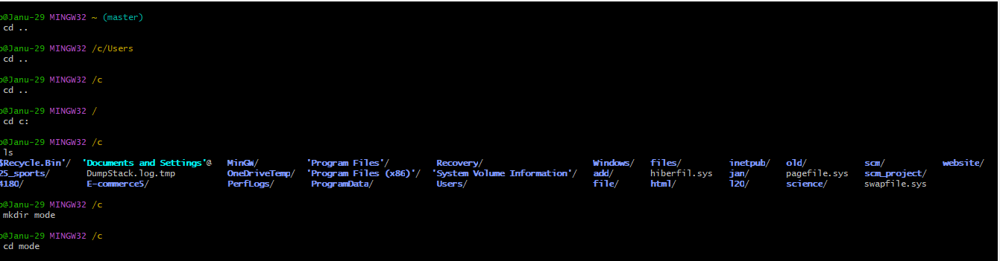 p@Janu-29 MINGW32 ~ (master)
cd ..
p@Janu-29 MINGW32 /c/Users
cd ..
p@Janu-29 MINGW32 /c
cd ..
p@Janu-29 MINGW32 /
cd c:
p@Janu-29 MINGW32 /c
ls
$Recycle.Bin'/ 'Documents and Settings'@ MinGW/ 'Program Files'/ Recovery/ Windows/ files/ inetpub/ old/ scm/ website/
25_sports/ DumpStack.log.tmp OneDriveTemp/ 'Program Files (x86)'/ 'System Volume Information'/ add/ hiberfil.sys jan/ pagefile.sys scm_project/
4180/ E-commerce5/ PerfLogs/ ProgramData/ Users/ file/ html/ l20/ science/ swapfile.sys
p@Janu-29 MINGW32 /c
mkdir mode
p@Janu-29 MINGW32 /c
cd mode